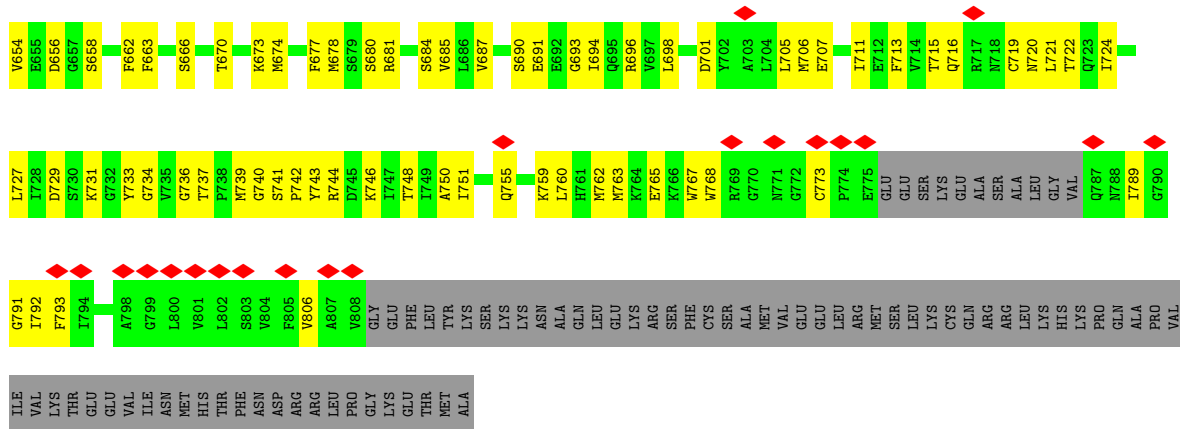 V654 E655 D656 G657 S658 F662 F663 S666 T670 K673 M674 F677 M678 S679 S680 R681 S684 V685 L686 V687 S690 E691 E692 G693 I694 Q695 R696 V697 L698 D701 Y702 A703 L704 L705 M706 E707 I711 E712 F713 V714 T715 Q716 R717 N718 C719 N720 L721 T722 Q723 I724
L727 I728 D729 S730 K731 G732 Y733 G734 V735 G736 T737 P738 M739 G740 S741 P742 Y743 R744 D745 K746 I747 T748 I749 A750 I751 Q755 K759 L760 H761 M762 M763 K764 E765 K766 W767 W768 R769 G770 N771 G772 C773 P774 E775 GLU GLU SER LYS GLU ALA SER ALA LEU GLY VAL Q787 N788 I789 G790
G791 I792 F793 I794 A798 G799 L800 V801 L802 S803 V804 F805 V806 A807 V808 GLY GLU PHE LEU TYR LYS SER LYS LYS ASN ALA GLN LEU GLU LYS ARG SER PHE CYS SER ALA MET VAL GLU GLU LEU ARG MET SER LEU LYS CYS GLN ARG ARG LEU LYS HIS LYS PRO GLN ALA PRO VAL
ILE VAL LYS THR GLU GLU VAL ILE ASN MET HIS THR PHE ASN ASP ARG ARG LEU PRO GLY LYS GLU THR MET ALA